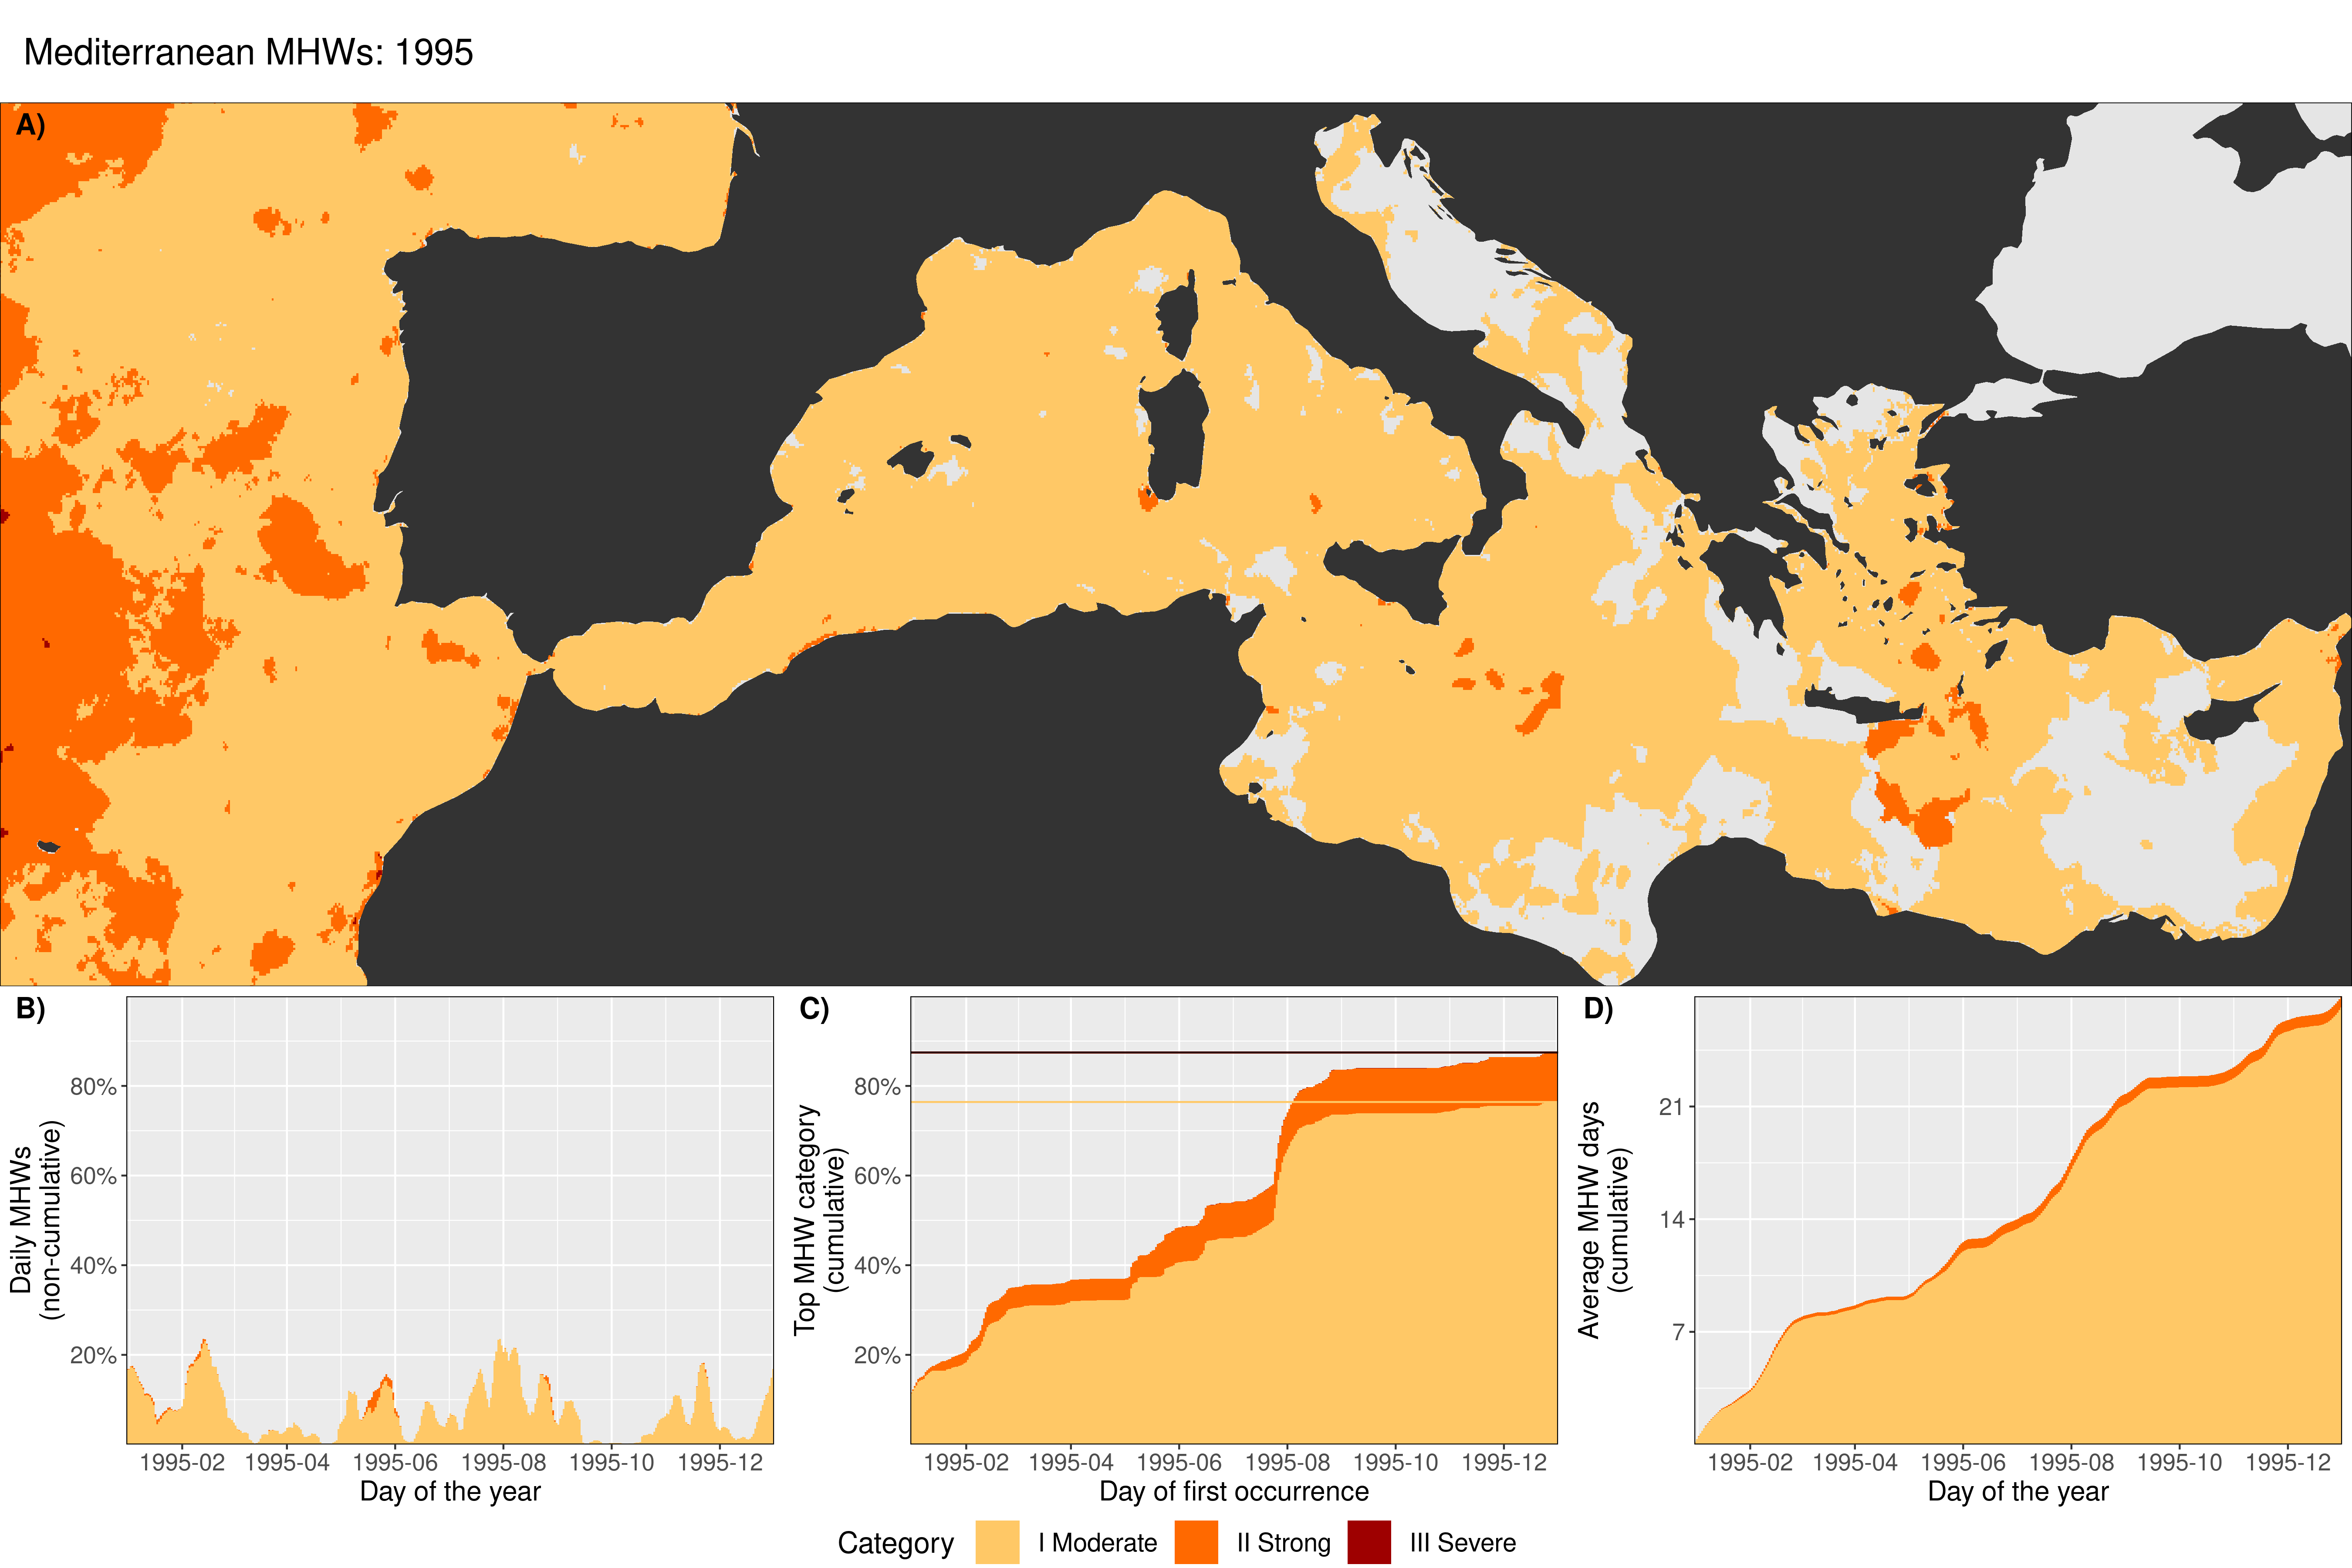 Mediterranean MHWs: 1995
A)
B)
Daily MHWs
(non-cumulative)
80%
60%
40%
20%
1995-02 1995-04 1995-06 1995-08 1995-10 1995-12
Day of the year
C)
Top MHW category
(cumulative)
80%
60%
40%
20%
1995-02 1995-04 1995-06 1995-08 1995-10 1995-12
Day of first occurrence
D)
Average MHW days
(cumulative)
21
14
7
1995-02 1995-04 1995-06 1995-08 1995-10 1995-12
Day of the year
Category I Moderate II Strong III Severe